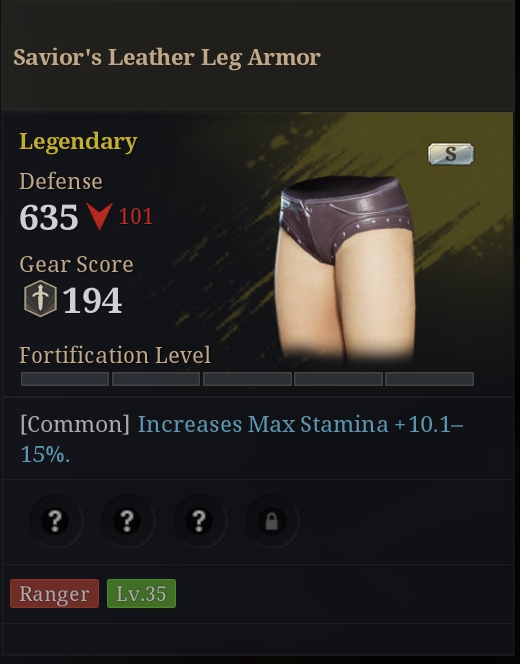 Savior's Leather Leg Armor
Legendary
S
Defense
635 101
Gear Score
194
Fortification Level
[Common] Increases Max Stamina +10.1–
15%.
? ? ?
Ranger Lv.35